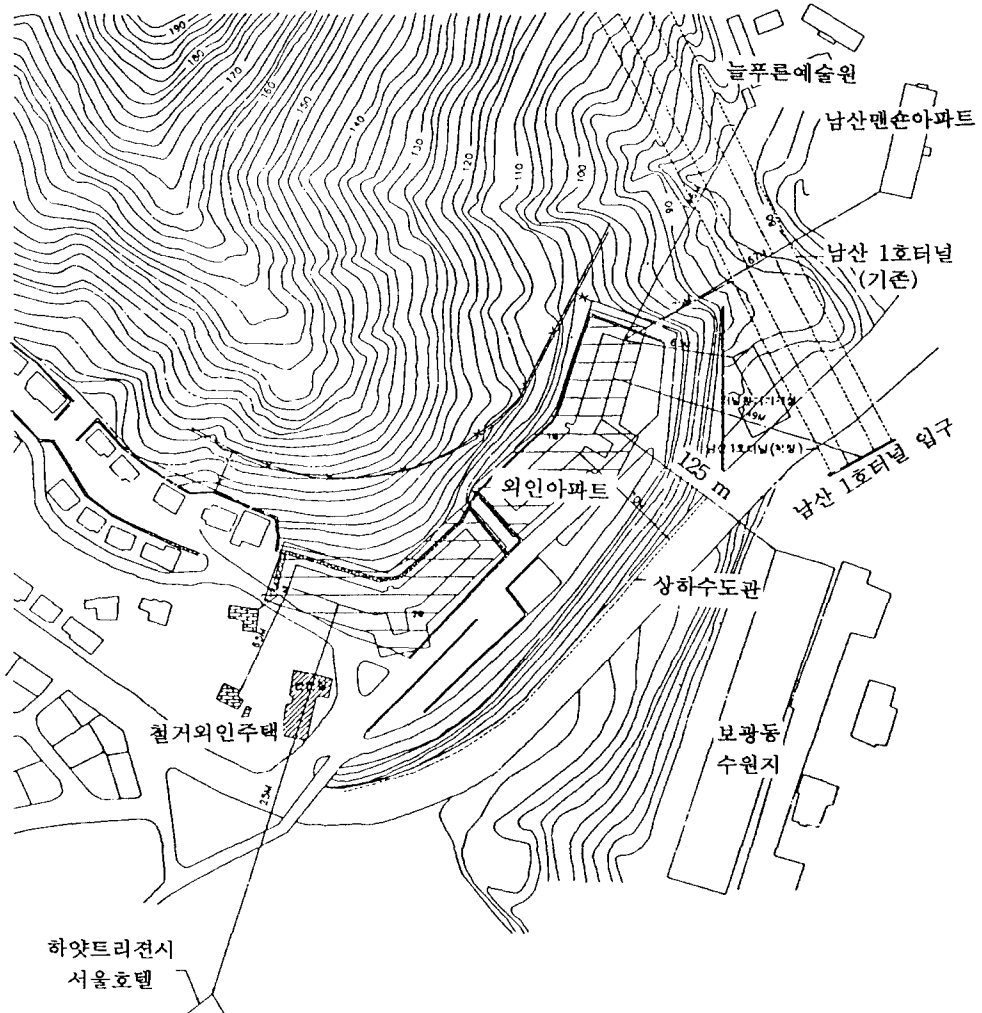 190
180
170
160
150
140
130
120
110
100
90
늘푸른예술원
남산맨숀아파트
남산 1호터널
(기존)
남산 1호터널 입구
125 m
외인아파트
상하수도관
철거외인주택
보광동
수원지
하얏트리젼시
서울호텔